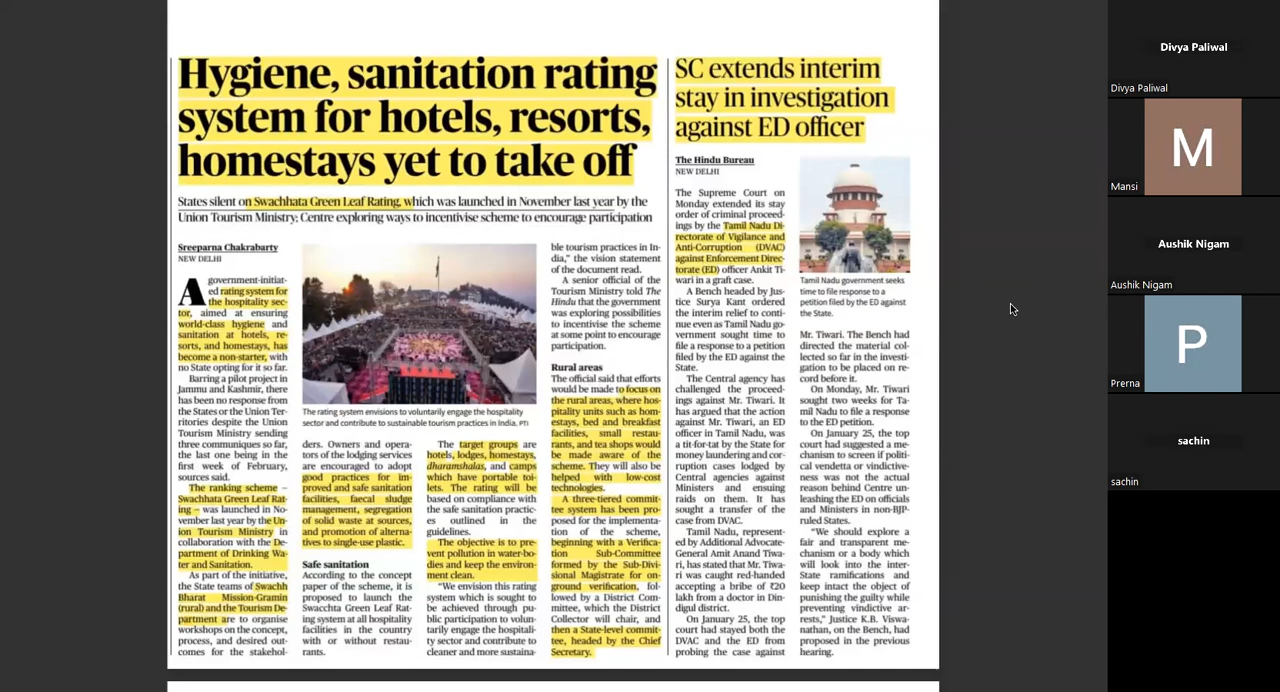 Hygiene, sanitation rating
system for hotels, resorts,
homestays yet to take off
States silent on Swachhata Green Leaf Rating, which was launched in November last year by the
Union Tourism Ministry; Centre exploring ways to incentivise scheme to encourage participation
Sreeparna Chakrabarty
NEW DELHI
A government-initiat-
ed rating system for
the hospitality sec-
tor, aimed at ensuring
world-class hygiene and
sanitation at hotels, re-
sorts, and homestays, has
become a non-starter, with
no State opting for it so far.
Barring a pilot project in
Jammu and Kashmir, there
has been no response from
the States or the Union Ter-
ritories despite the Union
Tourism Ministry sending
three communiques so far,
the last one being in the
first week of February,
sources said.
The ranking scheme –
Swachhata Green Leaf Rat-
ing – was launched in No-
vember last year by the Un-
ion Tourism Ministry in
collaboration with the De-
partment of Drinking Wa-
ter and Sanitation.
As part of the initiative,
the State teams of Swachh
Bharat Mission-Gramin
(rural) and the Tourism De-
partment are to organise
workshops on the concept,
process, and desired out-
comes for the stakehol-
The rating system envisions to voluntarily engage the hospitality
sector and contribute to sustainable tourism practices in India. PTI
ders. Owners and opera-
tors of the lodging services
are encouraged to adopt
good practices for im-
proved and safe sanitation
facilities, faecal sludge
management, segregation
of solid waste at sources,
and promotion of alterna-
tives to single-use plastic.
Safe sanitation
According to the concept
paper of the scheme, it is
proposed to launch the
Swaccta Green Leaf Rat-
ing system at all hospitality
facilities in the country
with or without restau-
rants.
The target groups are
hotels, lodges, homestays,
dharamshalas, and camps
which have portable toi-
lets. The rating will be
based on compliance with
the safe sanitation practic-
es outlined in the
guidelines.
The objective is to pre-
vent pollution in water-bo-
dies and keep the environ-
ment clean.
"We envision this rating
system which is sought to
be achieved through pu-
blic participation to volun-
tarily engage the hospitali-
ty sector and contribute to
cleaner and more sustaina-
ble tourism practices in In-
dia," the vision statement
of the document read.
A senior official of the
Tourism Ministry told The
Hindu that the government
was exploring possibilities
to incentivise the scheme
at some point to encourage
participation.
Rural areas
The official said that efforts
would be made to focus on
the rural areas, where hos-
pitality units such as hom-
estays, bed and breakfast
facilities, small restau-
rants, and tea shops would
be made aware of the
scheme. They will also be
helped with low-cost
technologies.
A three-tiered commit-
tee system has been pro-
posed for the implementa-
tion of the scheme,
beginning with a Verifica-
tion Sub-Committee
formed by the Sub-Divi-
sional Magistrate for on-
ground verification, fol-
lowed by a District Com-
mittee, which the District
Collector will chair, and
then a State-level commit-
tee, headed by the Chief
Secretary.
SC extends interim
stay in investigation
against ED officer
The Hindu Bureau
NEW DELHI
The Supreme Court on
Monday extended its stay
order of criminal proceed-
ings by the Tamil Nadu Di-
rectorate of Vigilance and
Anti-Corruption (DVAC)
against Enforcement Direc-
torate (ED) officer Ankit Ti-
wari in a graft case.
A Bench headed by Jus-
tice Surya Kant ordered
the interim relief to conti-
nue even as Tamil Nadu go-
vernment sought time to
file a response to a petition
filed by the ED against the
State.
The Central agency has
challenged the proceed-
ings against Mr. Tiwari. It
has argued that the action
against Mr. Tiwari, an ED
officer in Tamil Nadu, was
a tit-for-tat by the State for
money laundering and cor-
ruption cases lodged by
Central agencies against
Ministers and ensuing
raids on them. It has
sought a transfer of the
case from DVAC.
Tamil Nadu, represent-
ed by Additional Advocate-
General Amit Anand Tiwa-
ri, has stated that Mr. Tiwa-
ri was caught red-handed
accepting a bribe of ₹20
lakh from a doctor in Din-
digul district.
On January 25, the top
court had stayed both the
DVAC and the ED from
probing the case against
Tamil Nadu government seeks
time to file response to a
petition filed by the ED against
the State.
Mr. Tiwari. The Bench had
directed the material col-
lected so far in the investi-
gation to be placed on re-
cord before it.
On Monday, Mr. Tiwari
sought two weeks for Ta-
mil Nadu to file a response
to the ED petition.
On January 25, the top
court had suggested a me-
chanism to screen if politi-
cal vendetta or vindictive-
ness was not the actual
reason behind Centre un-
leashing the ED on officials
and Ministers in non-BJP-
ruled States.
"We should explore a
fair and transparent me-
chanism or a body which
will look into the inter-
State ramifications and
keep intact the object of
punishing the guilty while
preventing vindictive ar-
rests," Justice K.B. Viswa-
nathan, on the Bench, had
proposed in the previous
hearing.
Divya Paliwal
Divya Paliwal
M
Mansi
Aushik Nigam
Aushik Nigam
P
Prerna
sachin
sachin